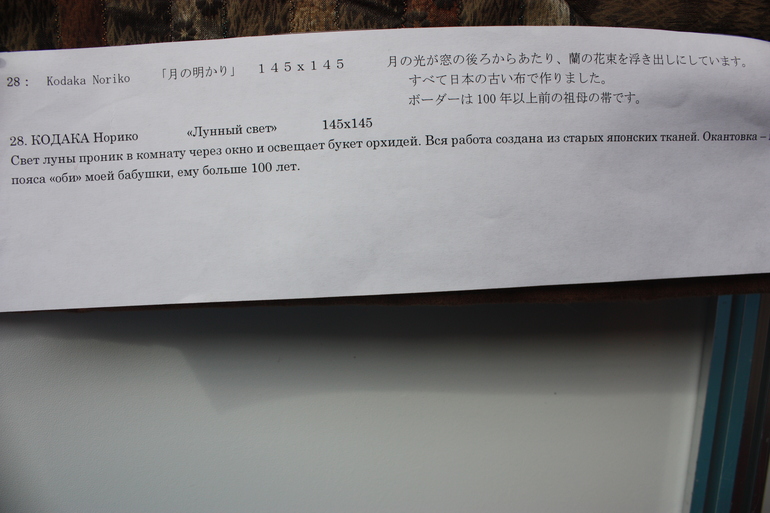 28： Kodaka Noriko 「月の明かり」 １４５ｘ１４５ 月の光が窓の後ろからあたり、蘭の花束を浮き出しにしています。
すべて日本の古い布で作りました。
ボーダーは 100 年以上前の祖母の帯です。
28. КОДАКА Норико «Лунный свет» 145х145
Свет луны проник в комнату через окно и освещает букет орхидей. Вся работа создана из старых японских тканей. Окантовка –
пояса «оби» моей бабушки, ему больше 100 лет.